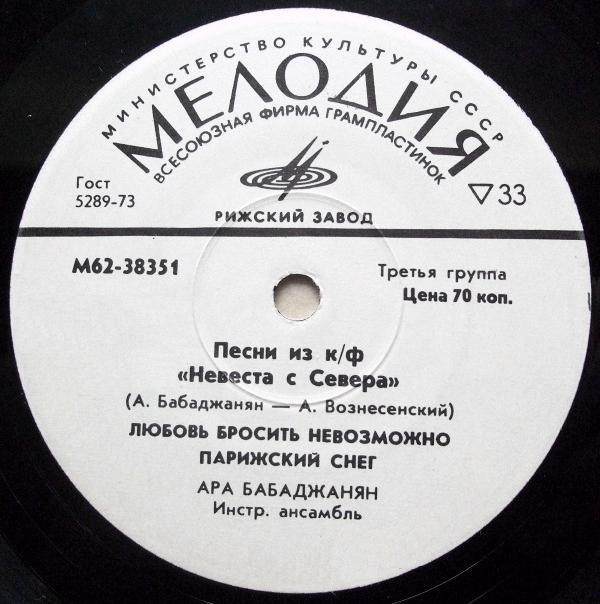 МИНИСТЕРСТВО КУЛЬТУРЫ СССР
МЕЛОДИЯ
ВСЕСОЮЗНАЯ ФИРМА ГРАМПЛАСТИНОК
Гост
5289-73
▽33
РИЖСКИЙ ЗАВОД
М62-38351
Третья группа
Цена 70 коп.
Песни из к/ф
«Невеста с Севера»
(А. Бабаджанян — А. Вознесенский)
ЛЮБОВЬ БРОСИТЬ НЕВОЗМОЖНО
ПАРИЖСКИЙ СНЕГ
АРА БАБАДЖАНЯН
Инстр. ансамбль